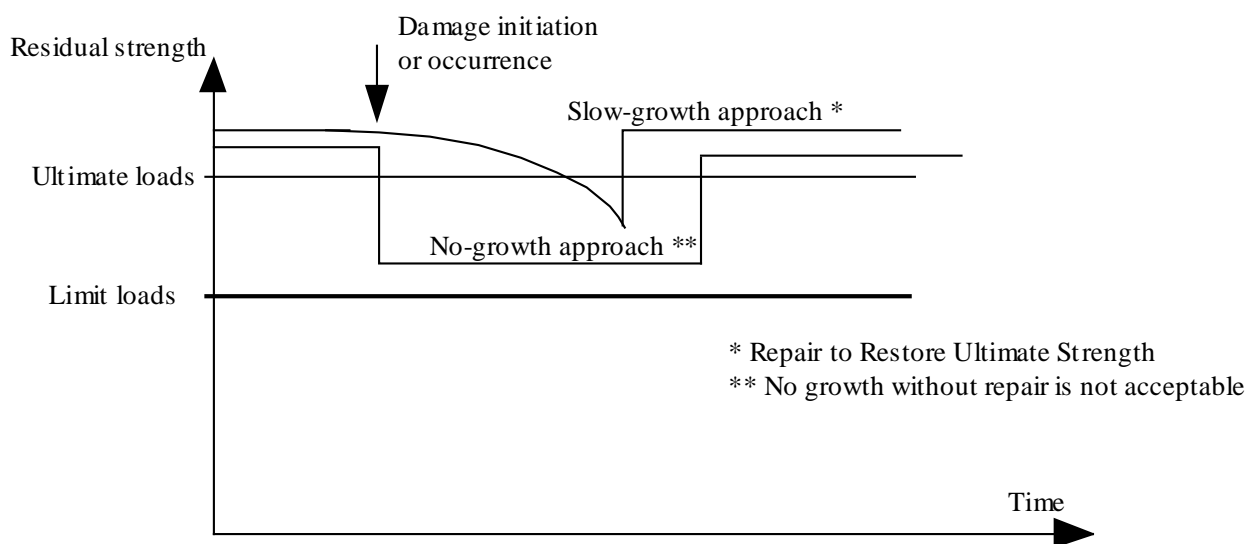 Damage initiation
or occurrence
Residual strength
Slow-growth approach *
Ultimate loads
No-growth approach **
Limit loads
* Repair to Restore Ultimate Strength
** No growth without repair is not acceptable
Time